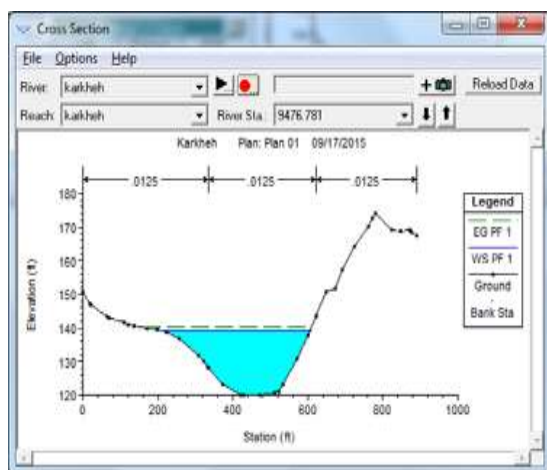 Cross Section
File Options Help
River: karkheh Reload Data
Reach: karkheh River Sta.: 9476.781
Karkheh Plan: Plan 01 09/17/2015
.0125 .0125 .0125
Legend
EG PF 1
WS PF 1
Ground
Bank Sta
Elevation (ft)
180
170
160
150
140
130
120
0 200 400 600 800 1000
Station (ft)